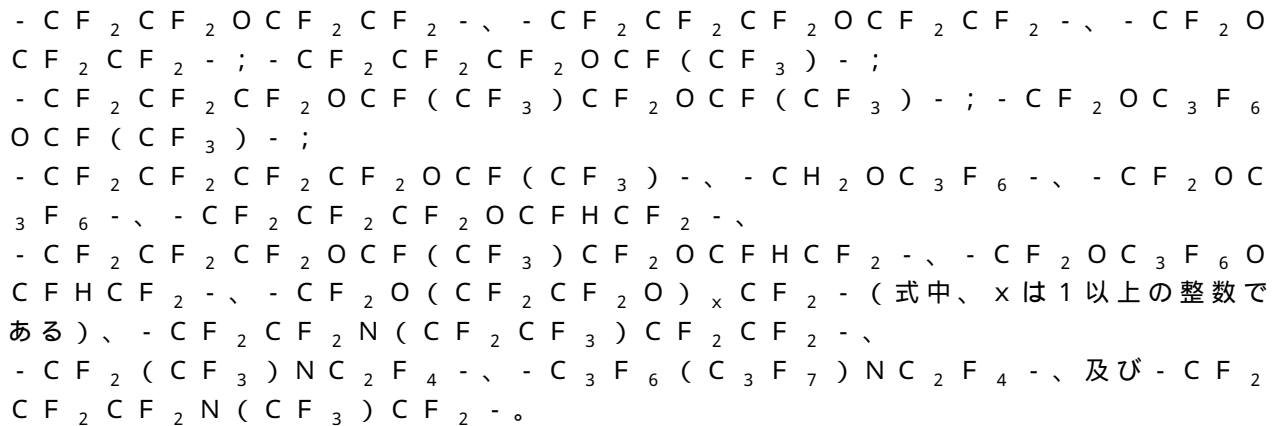 -CF₂CF₂OCF₂CF₂-、-CF₂CF₂CF₂OCF₂CF₂-、-CF₂O
CF₂CF₂-;-CF₂CF₂CF₂OCF(CF₃)-;
-CF₂CF₂CF₂OCF(CF₃)CF₂OCF(CF₃)-;-CF₂OC₃F₆
OCF(CF₃)-;
-CF₂CF₂CF₂CF₂OCF(CF₃)-、-CH₂OC₃F₆-、-CF₂OC
₃F₆-、-CF₂CF₂CF₂OCFHCF₂-、
-CF₂CF₂CF₂OCF(CF₃)CF₂OCFHCF₂-、-CF₂OC₃F₆O
CFHCF₂-、-CF₂O(CF₂CF₂O)ₓCF₂-(式中、xは1以上の整数で
ある)、-CF₂CF₂N(CF₂CF₃)CF₂CF₂-、
-CF₂(CF₃)NC₂F₄-、-C₃F₆(C₃F₇)NC₂F₄-、及び-CF₂
CF₂CF₂N(CF₃)CF₂-。